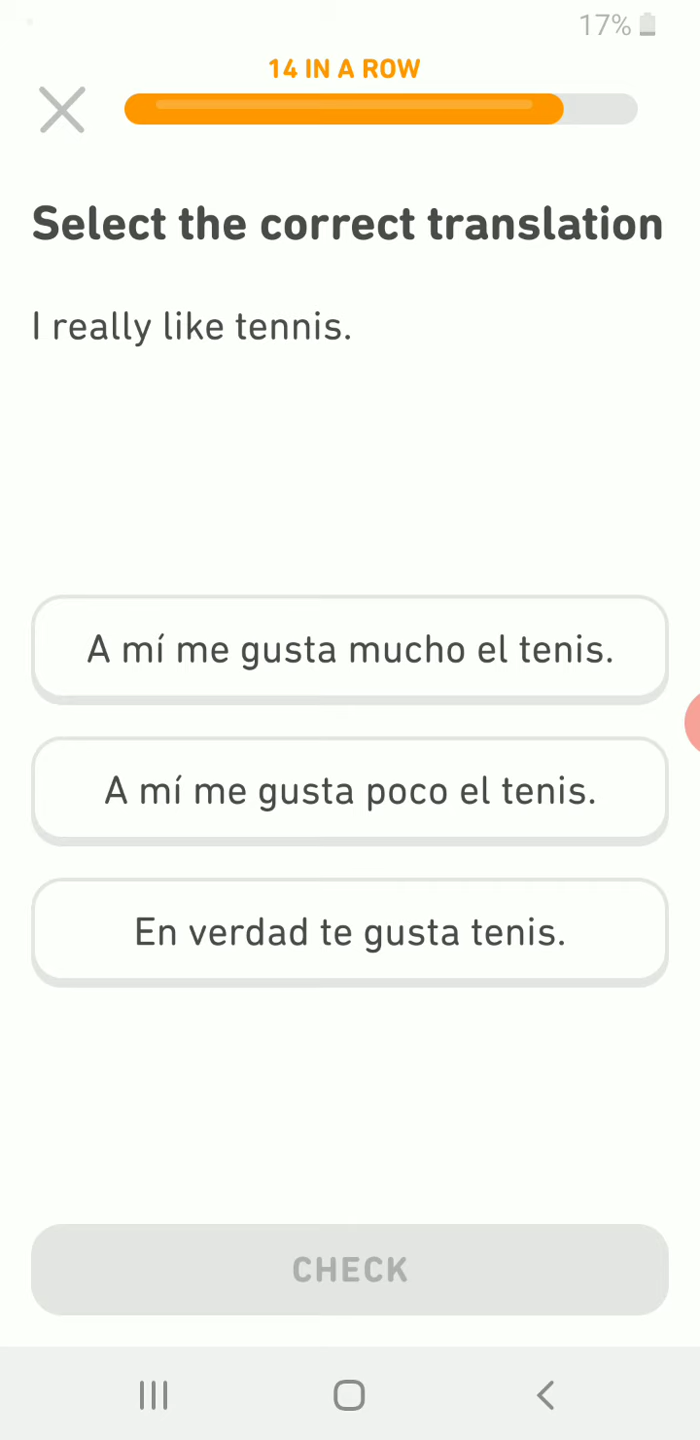 17%
14 IN A ROW
Select the correct translation
I really like tennis.
A mí me gusta mucho el tenis.
A mí me gusta poco el tenis.
En verdad te gusta tenis.
CHECK